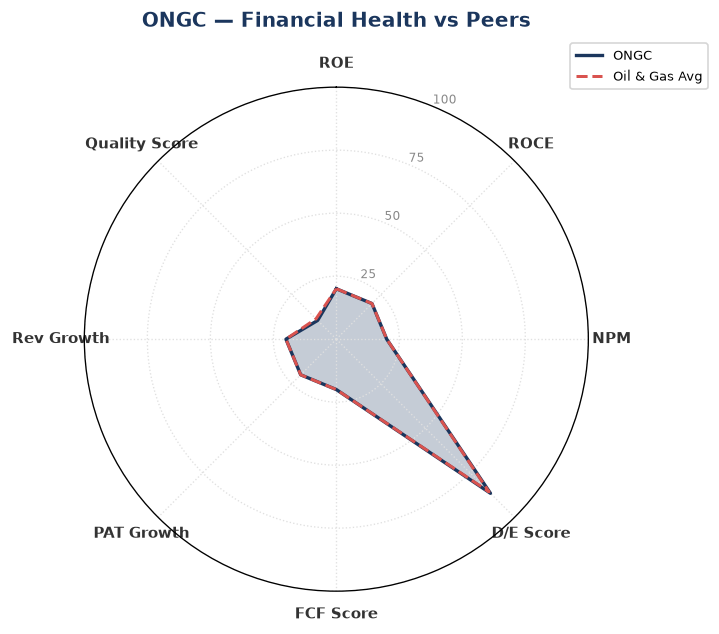 ONGC — Financial Health vs Peers
ONGC
Oil & Gas Avg
ROE
100
Quality Score
ROCE
75
50
25
Rev Growth
NPM
PAT Growth
D/E Score
FCF Score